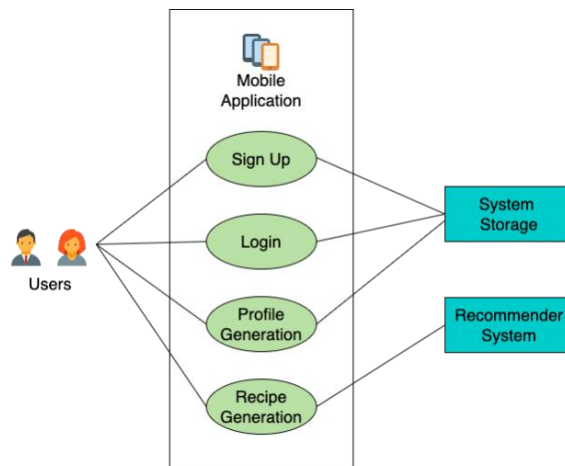 Mobile
Application
Sign Up
Login
Profile
Generation
Recipe
Generation
Users
System
Storage
Recommender
System